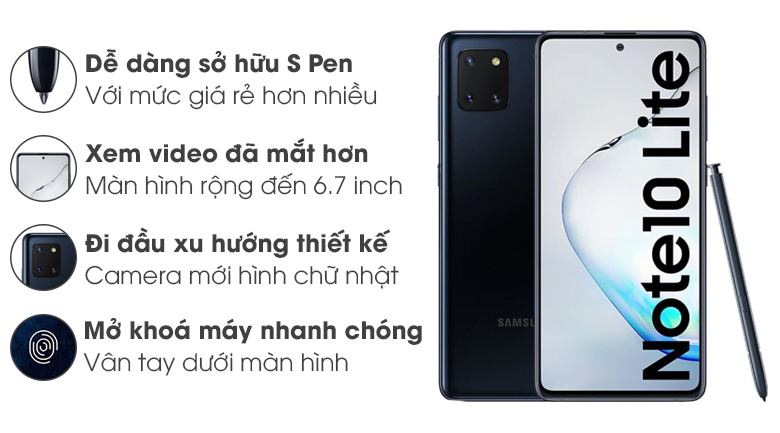 Dễ dàng sở hữu S Pen
Với mức giá rẻ hơn nhiều
Xem video đã mắt hơn
Màn hình rộng đến 6.7 inch
Đi đầu xu hướng thiết kế
Camera mới hình chữ nhật
Mở khoá máy nhanh chóng
Vân tay dưới màn hình
SAMSU
Note10 Lite